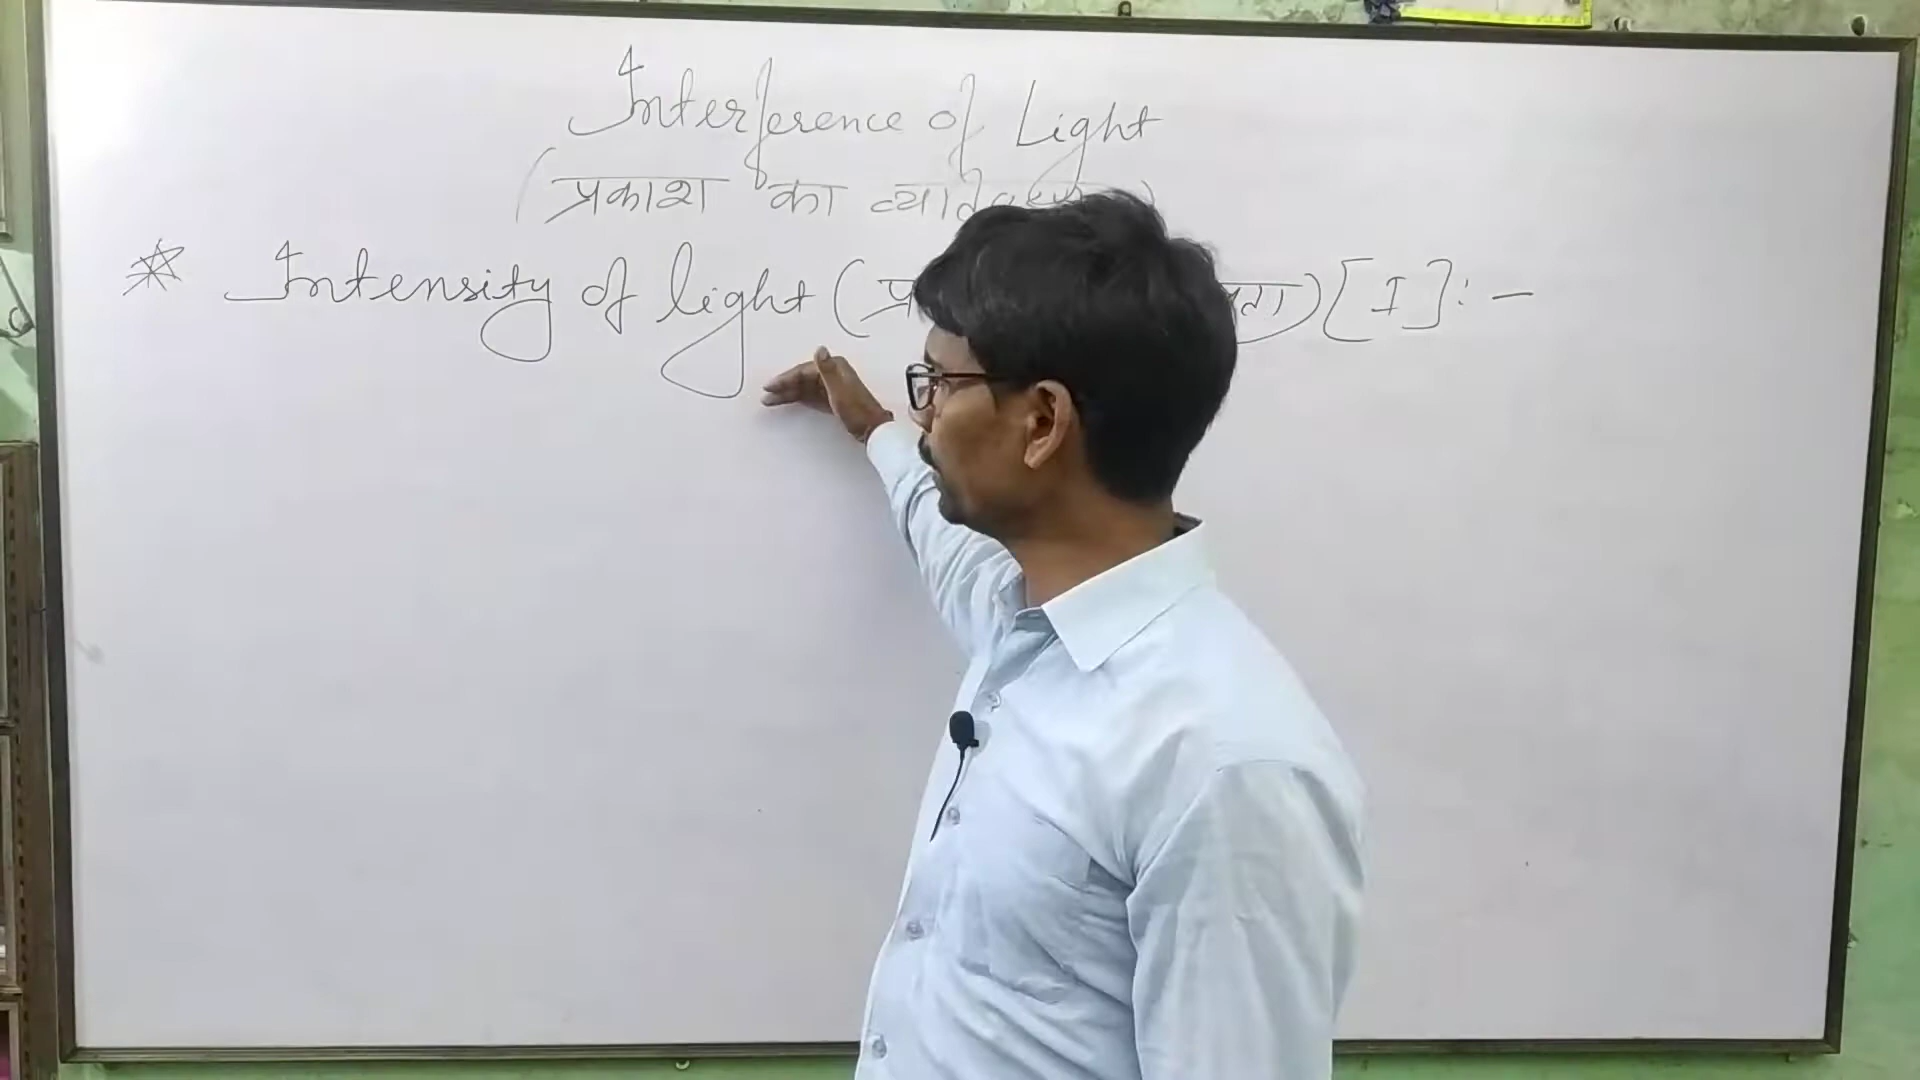 Interference of Light
(प्रकाश का
* Intensity of light ( [I] :-